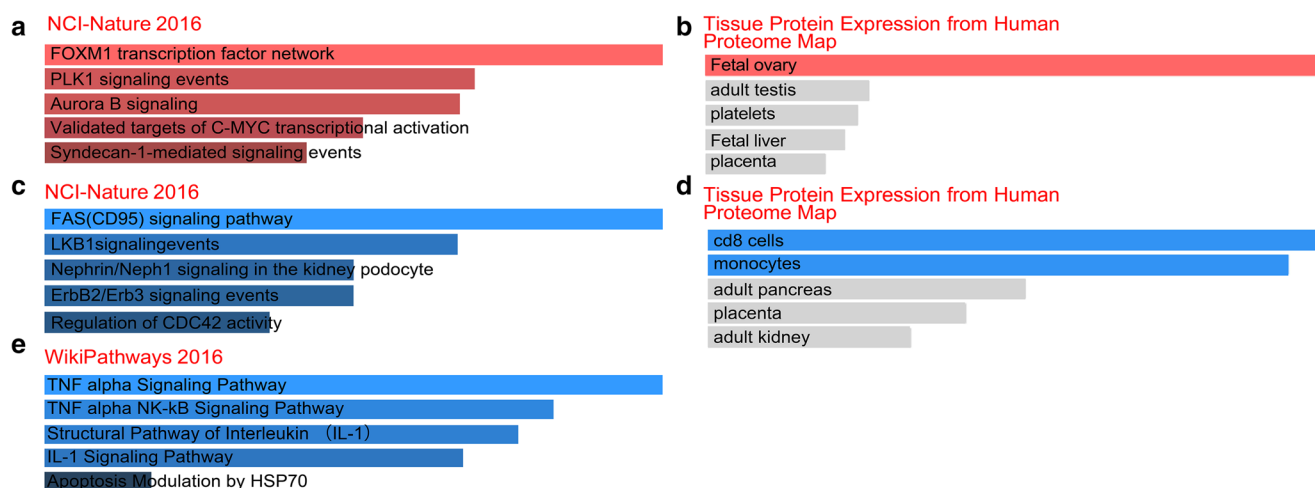 a
NCI-Nature 2016
FOXM1 transcription factor network
PLK1 signaling events
Aurora B signaling
Validated targets of C-MYC transcriptional activation
Syndecan-1-mediated signaling events
b
Tissue Protein Expression from Human
Proteome Map
Fetal ovary
adult testis
platelets
Fetal liver
placenta
c
NCI-Nature 2016
FAS(CD95) signaling pathway
LKB1signalingevents
Nephrin/Neph1 signaling in the kidney podocyte
ErbB2/Erb3 signaling events
Regulation of CDC42 activity
d
Tissue Protein Expression from Human
Proteome Map
cd8 cells
monocytes
adult pancreas
placenta
adult kidney
e
WikiPathways 2016
TNF alpha Signaling Pathway
TNF alpha NK-kB Signaling Pathway
Structural Pathway of Interleukin （IL-1）
IL-1 Signaling Pathway
Apoptosis Modulation by HSP70